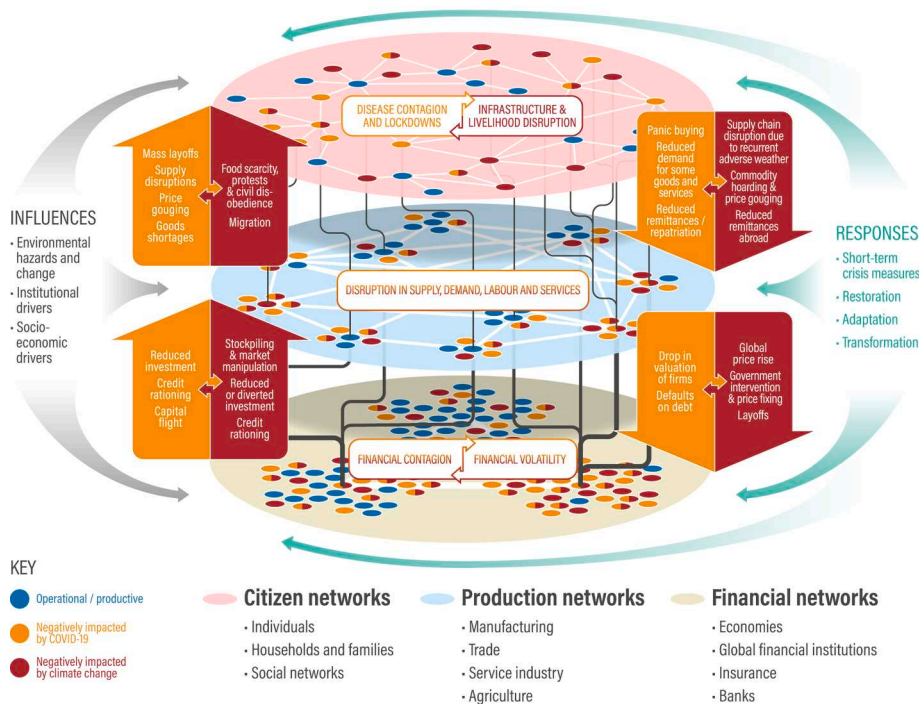 DISEASE CONTAGION
AND LOCKDOWNS
INFRASTRUCTURE &
LIVELIHOOD DISRUPTION
Mass layoffs
Supply
disruptions
Price
gouging
Goods
shortages
Food scarcity,
protests
& civil dis-
obedience
Migration
Panic buying
Reduced
demand
for some
goods and
services
Reduced
remittances /
repatriation
Supply chain
disruption due
to recurrent
adverse weather
Commodity
hoarding &
price gouging
Reduced
remittances
abroad
INFLUENCES
• Environmental
hazards and
change
• Institutional
drivers
• Socio-
economic
drivers
DISRUPTION IN SUPPLY, DEMAND, LABOUR AND SERVICES
RESPONSES
• Short-term
crisis measures
• Restoration
• Adaptation
• Transformation
Reduced
investment
Credit
rationing
Capital
flight
Stockpiling
& market
manipulation
Reduced
or diverted
investment
Credit
rationing
Drop in
valuation
of firms
Defaults
on debt
Global
price rise
Government
intervention
& price fixing
Layoffs
FINANCIAL CONTAGION
FINANCIAL VOLATILITY
KEY
Operational / productive
Negatively impacted
by COVID-19
Negatively impacted
by climate change
Citizen networks
• Individuals
• Households and families
• Social networks
Production networks
• Manufacturing
• Trade
• Service industry
• Agriculture
Financial networks
• Economies
• Global financial institutions
• Insurance
• Banks